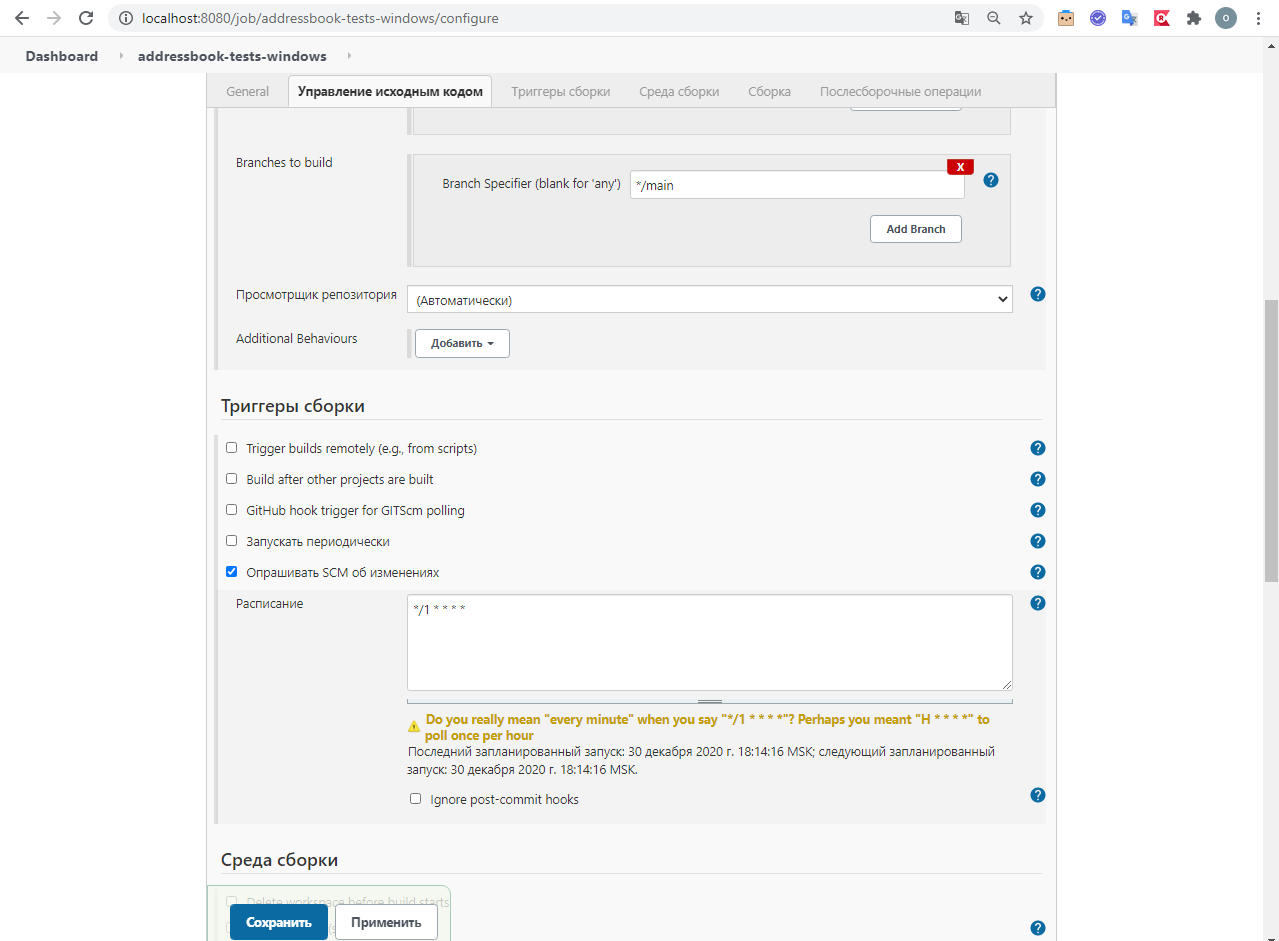 localhost:8080/job/addressbook-tests-windows/configure
Dashboard addressbook-tests-windows
General Управление исходным кодом Триггеры сборки Среда сборки Сборка Послесборочные операции
Branches to build
X
Branch Specifier (blank for 'any') */main
Add Branch
Просмотрщик репозитория (Автоматически)
Additional Behaviours Добавить
Триггеры сборки
Trigger builds remotely (e.g., from scripts)
Build after other projects are built
GitHub hook trigger for GITScm polling
Запускать периодически
Опрашивать SCM об изменениях
Расписание */1 * * * *
Do you really mean "every minute" when you say "*/1 * * * *"? Perhaps you meant "H * * * *" to
poll once per hour
Последний запланированный запуск: 30 декабря 2020 г. 18:14:16 MSK; следующий запланированный
запуск: 30 декабря 2020 г. 18:14:16 MSK.
Ignore post-commit hooks
Среда сборки
Delete workspace before build starts
Сохранить Применить